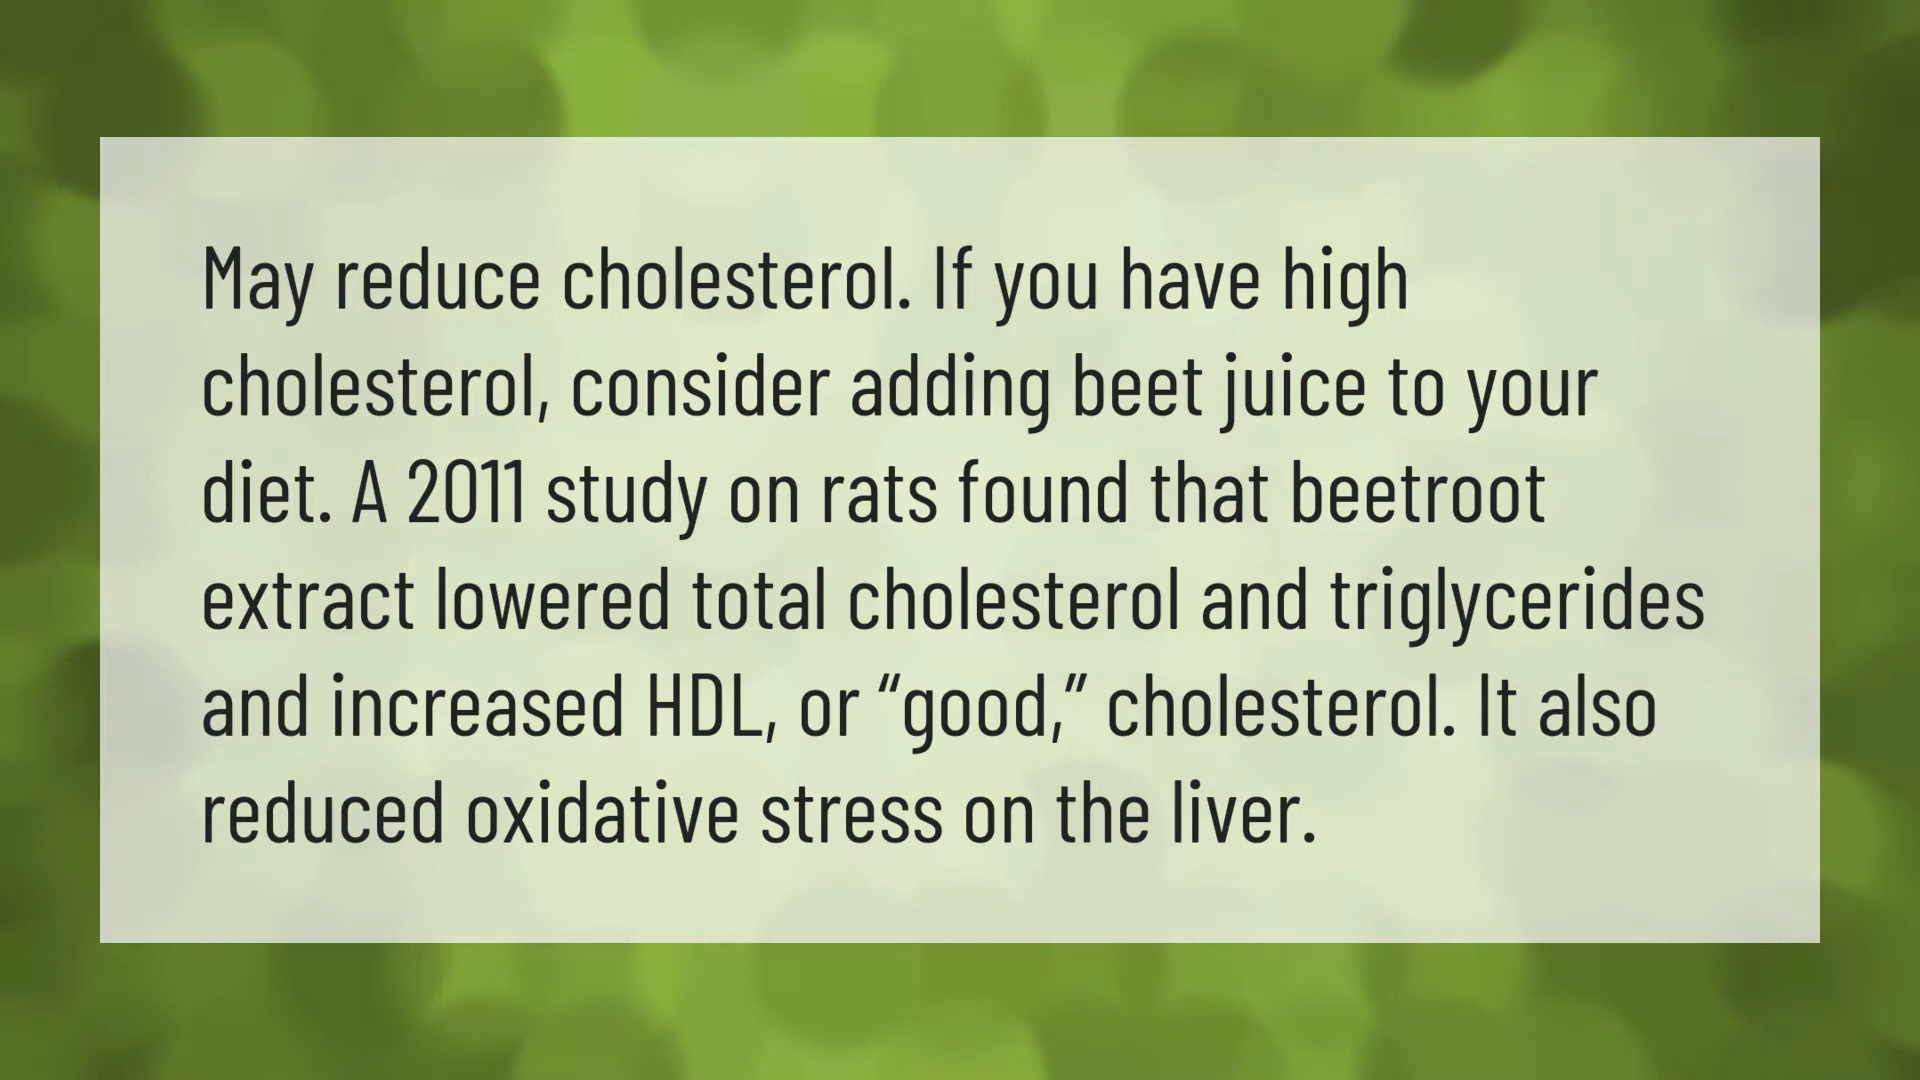 May reduce cholesterol. If you have high
cholesterol, consider adding beet juice to your
diet. A 2011 study on rats found that beetroot
extract lowered total cholesterol and triglycerides
and increased HDL, or “good,” cholesterol. It also
reduced oxidative stress on the liver.